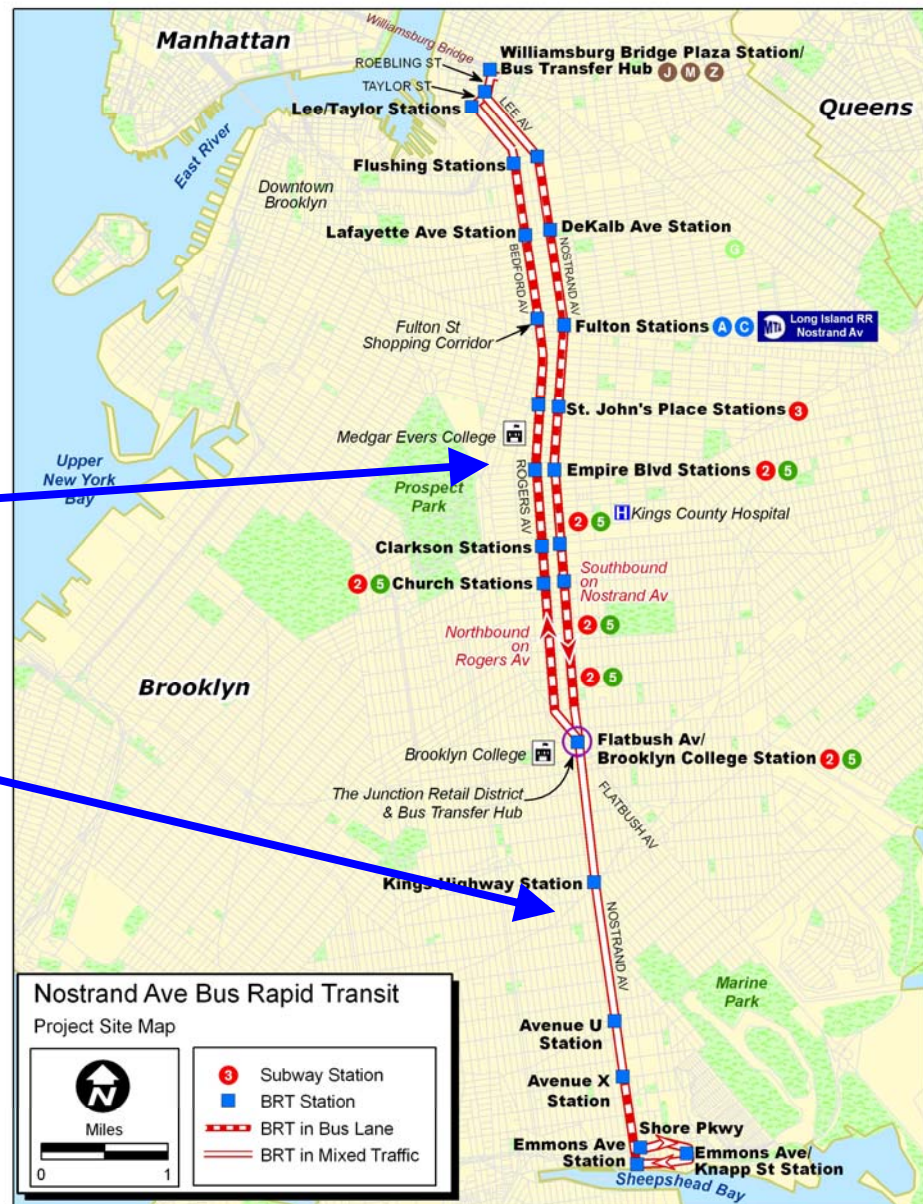 Manhattan
Williamsburg Bridge
ROEBLING ST
Williamsburg Bridge Plaza Station/
Bus Transfer Hub J M Z
TAYLOR ST
Lee/Taylor Stations
LEE AV
Queens
East River
Flushing Stations
Downtown
Brooklyn
Lafayette Ave Station
DeKalb Ave Station
BEDFORD AV
NOSTRAND AV
G
Fulton St
Shopping Corridor
Fulton Stations A C
MTA
Long Island RR
Nostrand Av
St. John's Place Stations 3
Medgar Evers College
Upper
New York
Bay
Prospect
Park
ROGERS AV
Empire Blvd Stations 2 5
2 5 H Kings County Hospital
Clarkson Stations
2 5 Church Stations
Southbound
on
Nostrand Av
Northbound
on
Rogers Av
2 5
2 5
Brooklyn
Brooklyn College
Flatbush Av/
Brooklyn College Station 2 5
The Junction Retail District
& Bus Transfer Hub
FLATBUSH AV
Kings Highway Station
NOSTRAND AV
Marine
Park
Avenue U
Station
Avenue X
Station
Shore Pkwy
Emmons Ave
Station
Emmons Ave/
Knapp St Station
Sheepshead Bay
Nostrand Ave Bus Rapid Transit
Project Site Map
N
Miles
0 1
3 Subway Station
BRT Station
BRT in Bus Lane
BRT in Mixed Traffic